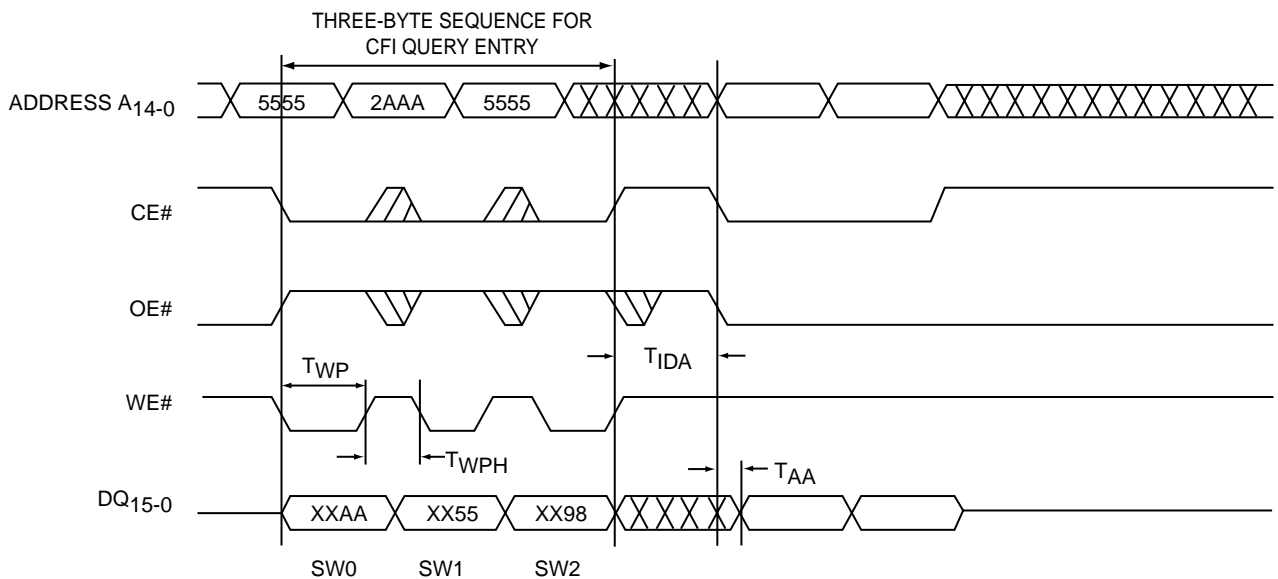 THREE-BYTE SEQUENCE FOR
CFI QUERY ENTRY
ADDRESS A14-0
5555 2AAA 5555
CE#
OE#
TIDA
TWP
WE#
TWPH
TAA
DQ15-0
XXAA XX55 XX98
SW0 SW1 SW2